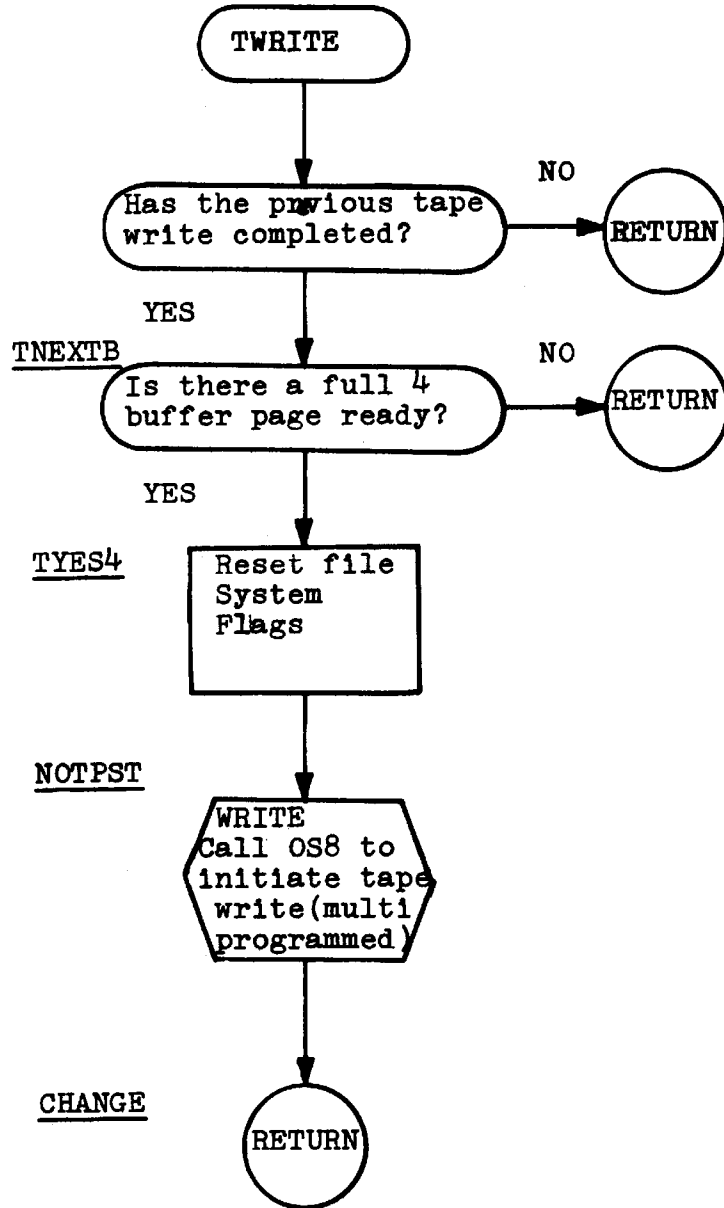 TWRITE
Has the prvious tape
write completed?
NO
RETURN
YES
TNEXTB
Is there a full 4
buffer page ready?
NO
RETURN
YES
TYES4
Reset file
System
Flags
NOTPST
WRITE
Call OS8 to
initiate tape
write(multi
programmed)
CHANGE
RETURN